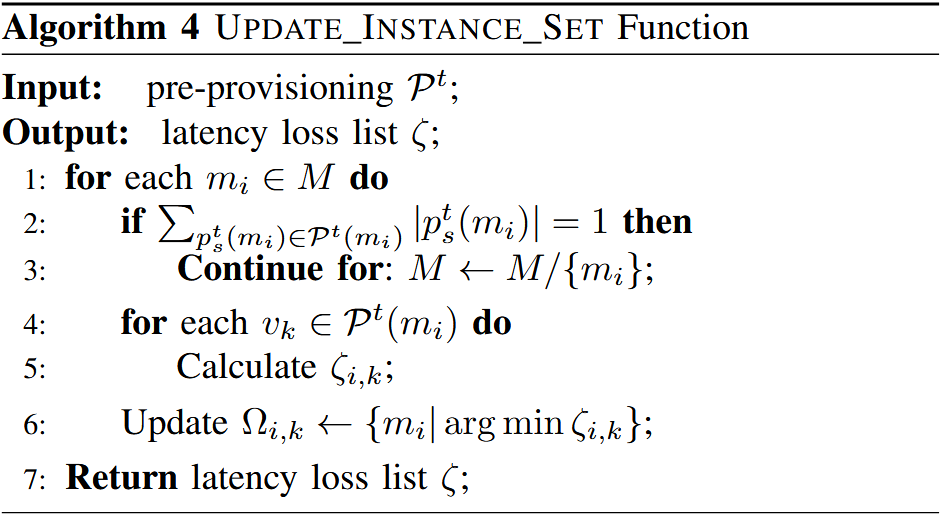 Algorithm 4 UPDATE_INSTANCE_SET Function
Input: pre-provisioning 𝒫^t;
Output: latency loss list ζ;
1: for each m_i ∈ M do
2: if ∑_{p_s^t(m_i)∈𝒫^t(m_i)} |p_s^t(m_i)| = 1 then
3: Continue for: M ← M/{m_i};
4: for each v_k ∈ 𝒫^t(m_i) do
5: Calculate ζ_{i,k};
6: Update Ω_{i,k} ← {m_i| arg min ζ_{i,k}};
7: Return latency loss list ζ;